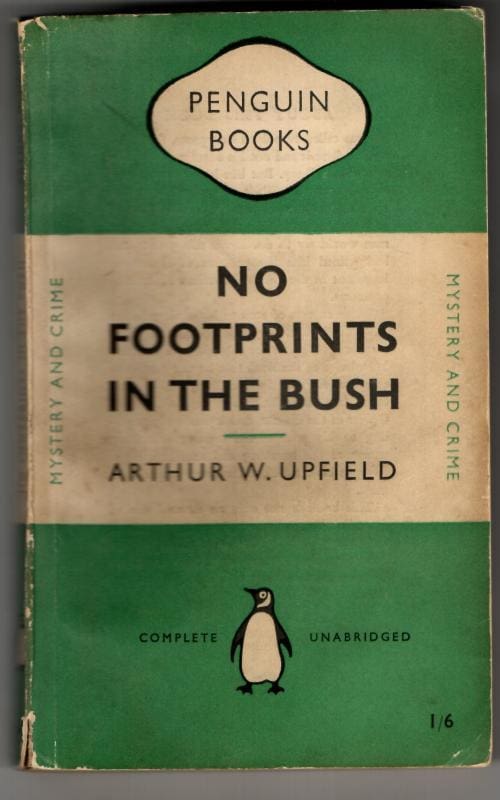 PENGUIN
BOOKS
NO
FOOTPRINTS
IN THE BUSH
ARTHUR W. UPFIELD
MYSTERY AND CRIME
MYSTERY AND CRIME
COMPLETE UNABRIDGED
1/6